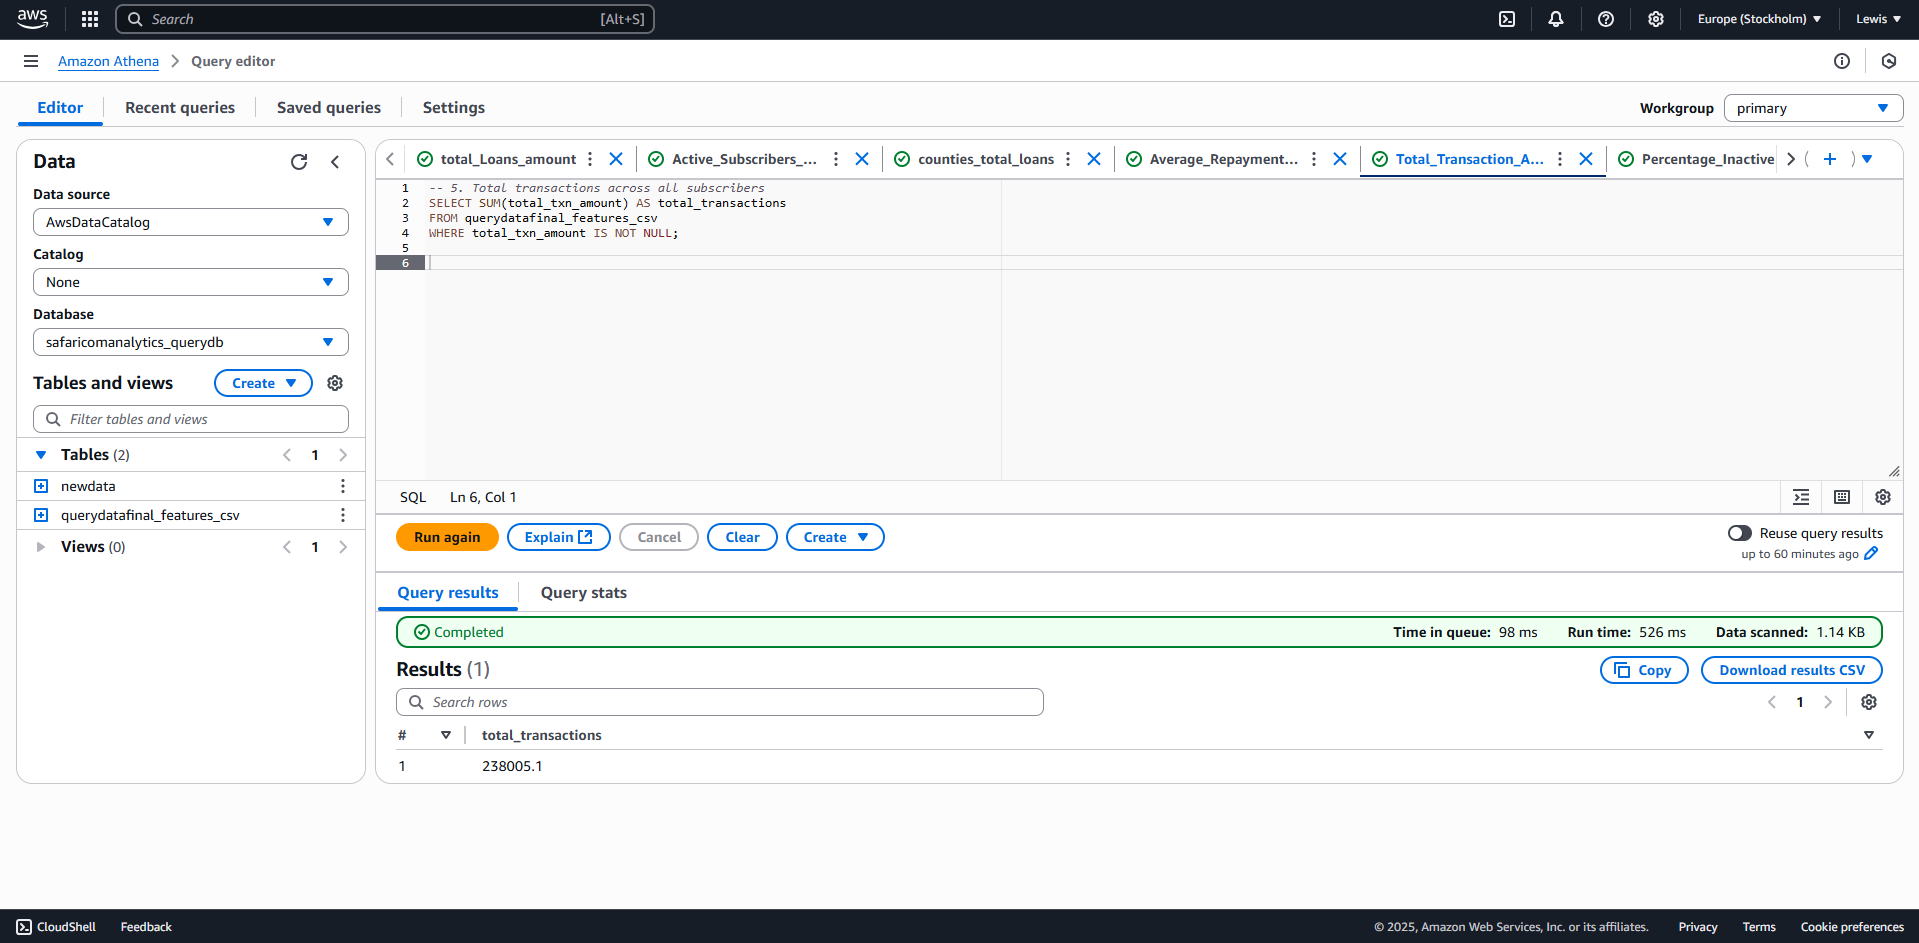 aws
Search
[Alt+S]
Europe (Stockholm)
Lewis
Amazon Athena
Query editor
Editor
Recent queries
Saved queries
Settings
Workgroup
primary
Data
Data source
AwsDataCatalog
Catalog
None
Database
safaricomanalytics_querydb
Tables and views
Create
Filter tables and views
Tables (2)
1
newdata
querydatafinal_features_csv
Views (0)
1
total_Loans_amount
Active_Subscribers_...
counties_total_loans
Average_Repayment...
Total_Transaction_A...
Percentage_Inactive
1 -- 5. Total transactions across all subscribers
2 SELECT SUM(total_txn_amount) AS total_transactions
3 FROM querydatafinal_features_csv
4 WHERE total_txn_amount IS NOT NULL;
5
6
SQL
Ln 6, Col 1
Run again
Explain
Cancel
Clear
Create
Reuse query results
up to 60 minutes ago
Query results
Query stats
Completed
Time in queue: 98 ms
Run time: 526 ms
Data scanned: 1.14 KB
Results (1)
Copy
Download results CSV
Search rows
1
#
total_transactions
1
238005.1
CloudShell
Feedback
© 2025, Amazon Web Services, Inc. or its affiliates.
Privacy
Terms
Cookie preferences